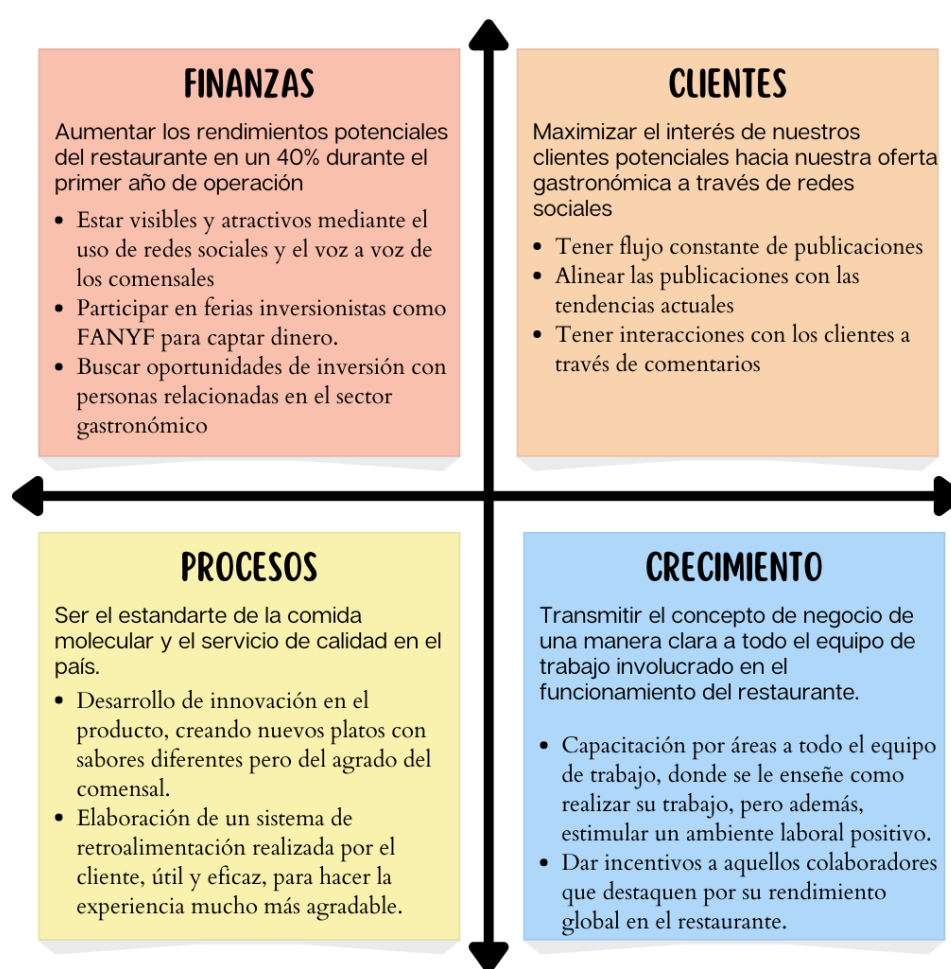 FINANZAS
Aumentar los rendimientos potenciales
del restaurante en un 40% durante el
primer año de operación
• Estar visibles y atractivos mediante el
uso de redes sociales y el voz a voz de
los comensales
• Participar en ferias inversionistas como
FANYF para captar dinero.
• Buscar oportunidades de inversión con
personas relacionadas en el sector
gastronómico
CLIENTES
Maximizar el interés de nuestros
clientes potenciales hacia nuestra oferta
gastronómica a través de redes
sociales
• Tener flujo constante de publicaciones
• Alinear las publicaciones con las
tendencias actuales
• Tener interacciones con los clientes a
través de comentarios
PROCESOS
Ser el estandarte de la comida
molecular y el servicio de calidad en el
país.
• Desarrollo de innovación en el
producto, creando nuevos platos con
sabores diferentes pero del agrado del
comensal.
• Elaboración de un sistema de
retroalimentación realizada por el
cliente, útil y eficaz, para hacer la
experiencia mucho más agradable.
CRECIMIENTO
Transmitir el concepto de negocio de
una manera clara a todo el equipo de
trabajo involucrado en el
funcionamiento del restaurante.
• Capacitación por áreas a todo el equipo
de trabajo, donde se le enseñe como
realizar su trabajo, pero además,
estimular un ambiente laboral positivo.
• Dar incentivos a aquellos colaboradores
que destaquen por su rendimiento
global en el restaurante.